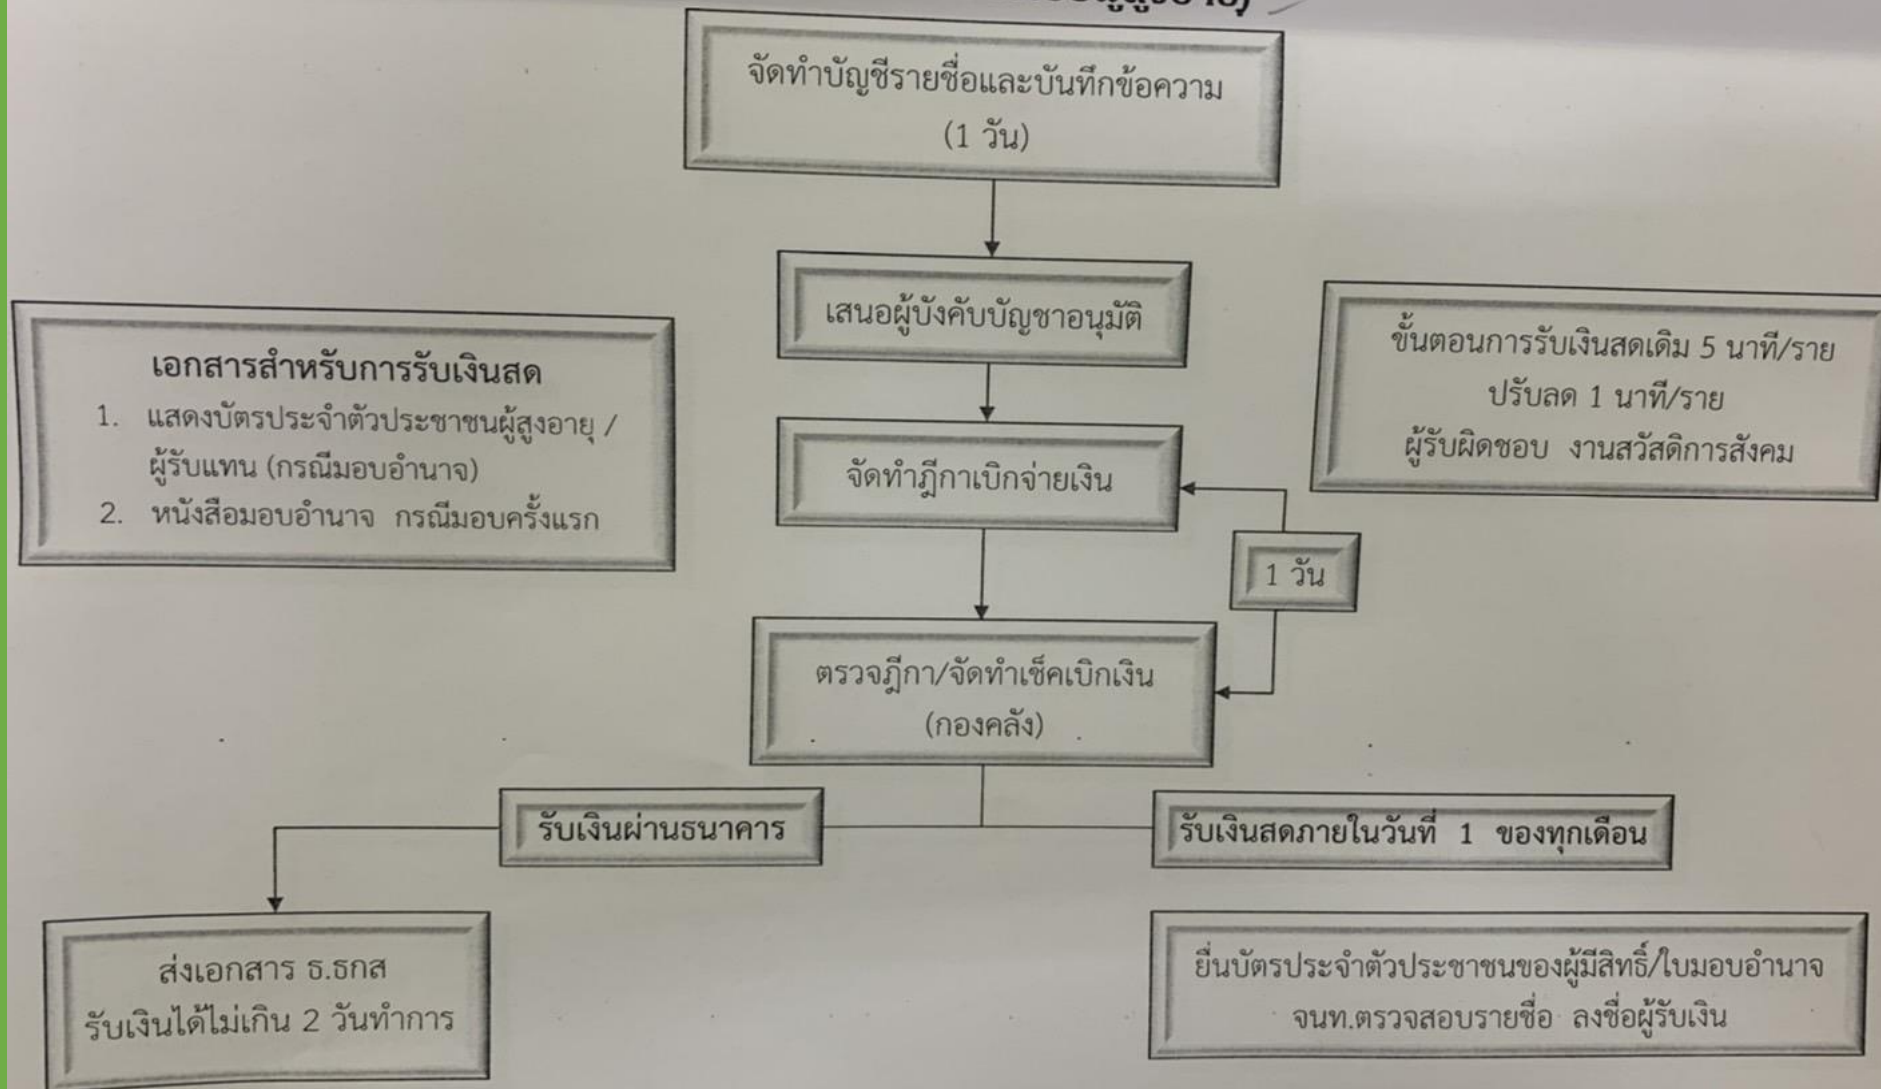 จัดทำบัญชีรายชื่อและบันทึกข้อความ
(1 วัน)
เสนอผู้บังคับบัญชาอนุมัติ
เอกสารสำหรับการรับเงินสด
1. แสดงบัตรประจำตัวประชาชนผู้สูงอายุ /
ผู้รับแทน (กรณีมอบอำนาจ)
2. หนังสือมอบอำนาจ กรณีมอบครั้งแรก
ขั้นตอนการรับเงินสดเดิม 5 นาที/ราย
ปรับลด 1 นาที/ราย
ผู้รับผิดชอบ งานสวัสดิการสังคม
จัดทำฎีกาเบิกจ่ายเงิน
1 วัน
ตรวจฎีกา/จัดทำเช็คเบิกเงิน
(กองคลัง)
รับเงินผ่านธนาคาร
รับเงินสดภายในวันที่ 1 ของทุกเดือน
ส่งเอกสาร ธ.ธกส
รับเงินได้ไม่เกิน 2 วันทำการ
ยื่นบัตรประจำตัวประชาชนของผู้มีสิทธิ์/ใบมอบอำนาจ
จนท.ตรวจสอบรายชื่อ ลงชื่อผู้รับเงิน